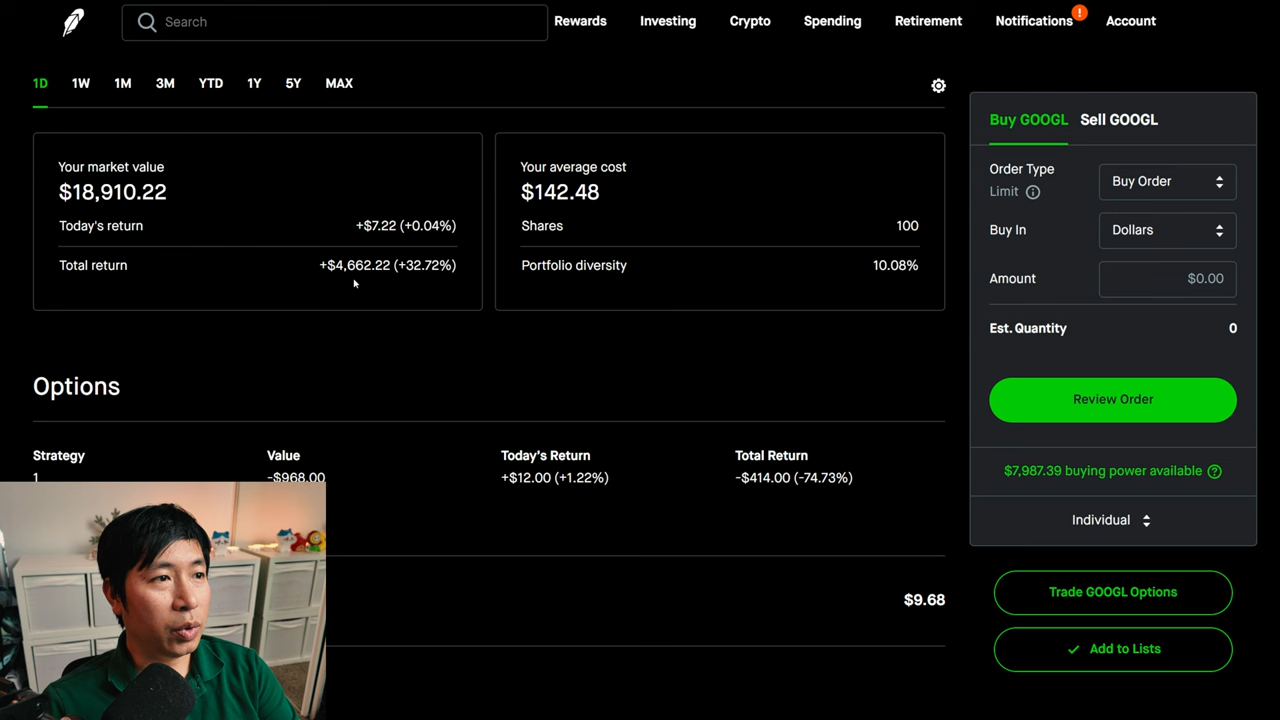 Search
Rewards
Investing
Crypto
Spending
Retirement
Notifications
!
Account
1D
1W
1M
3M
YTD
1Y
5Y
MAX
Your market value
$18,910.22
Today's return
+$7.22 (+0.04%)
Total return
+$4,662.22 (+32.72%)
Your average cost
$142.48
Shares
100
Portfolio diversity
10.08%
Buy GOOGL
Sell GOOGL
Order Type
Limit
Buy Order
Buy In
Dollars
Amount
$0.00
Est. Quantity
0
Review Order
$7,987.39 buying power available
Individual
Trade GOOGL Options
Add to Lists
Options
Strategy
Value
Today's Return
Total Return
1
-$968.00
+$12.00 (+1.22%)
-$414.00 (-74.73%)
$9.68